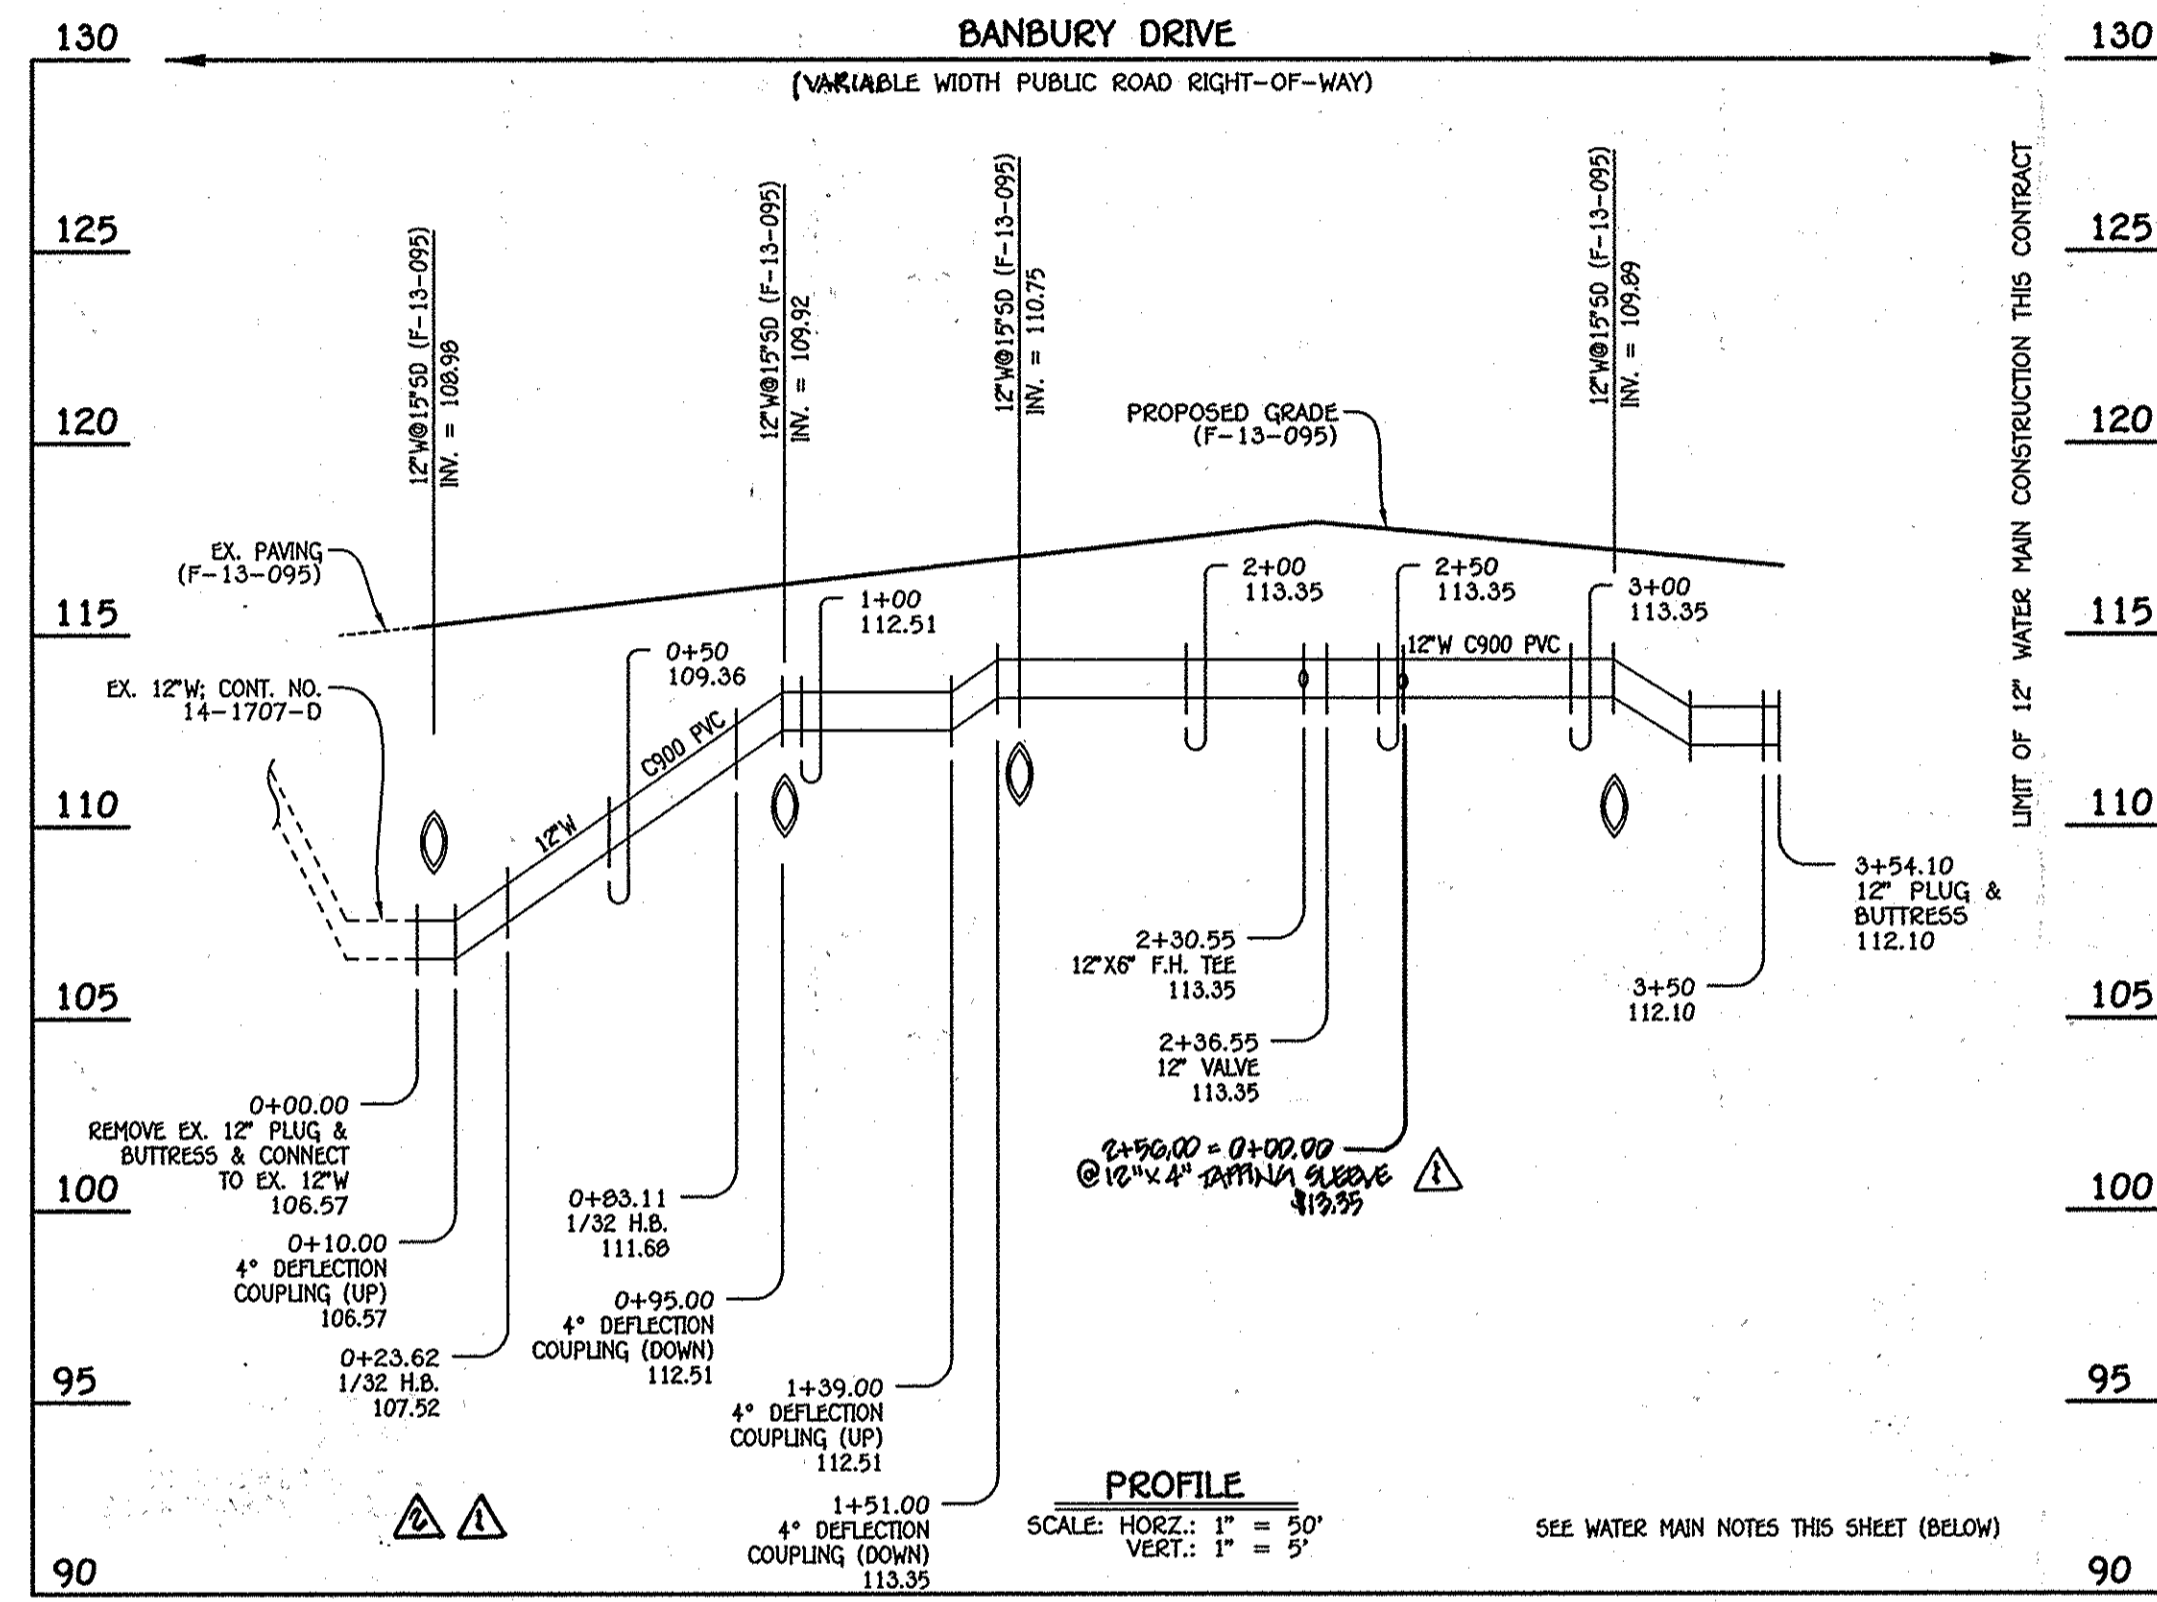 BANBURY DRIVE
(VARIABLE WIDTH PUBLIC ROAD RIGHT-OF-WAY)
130
125
120
115
110
105
100
95
90
130
125
120
115
110
105
100
95
90
12"W@15"SD (F-13-095)
INV. = 108.98
12"W@15"SD (F-13-095)
INV. = 109.92
12"W@15"SD (F-13-095)
INV. = 110.75
12"W@15"SD (F-13-095)
INV. = 109.89
LIMIT OF 12" WATER MAIN CONSTRUCTION THIS CONTRACT
PROPOSED GRADE
(F-13-095)
EX. PAVING
(F-13-095)
EX. 12"W; CONT. NO.
14-1707-D
0+50
109.36
1+00
112.51
2+00
113.35
2+50
113.35
3+00
113.35
12"W
C900 PVC
12"W C900 PVC
3+54.10
12" PLUG &
BUTTRESS
112.10
3+50
112.10
2+30.55
12"X6" F.H. TEE
113.35
2+36.55
12" VALVE
113.35
2+56.00 = 0+00.00
@ 12"X4" TAPPING SLEEVE
113.35
1
0+00.00
REMOVE EX. 12" PLUG &
BUTTRESS & CONNECT
TO EX. 12"W
106.57
0+10.00
4° DEFLECTION
COUPLING (UP)
106.57
0+23.62
1/32 H.B.
107.52
0+83.11
1/32 H.B.
111.68
0+95.00
4° DEFLECTION
COUPLING (DOWN)
112.51
1+39.00
4° DEFLECTION
COUPLING (UP)
112.51
1+51.00
4° DEFLECTION
COUPLING (DOWN)
113.35
2
1
PROFILE
SCALE: HORZ.: 1" = 50'
VERT.: 1" = 5'
SEE WATER MAIN NOTES THIS SHEET (BELOW)